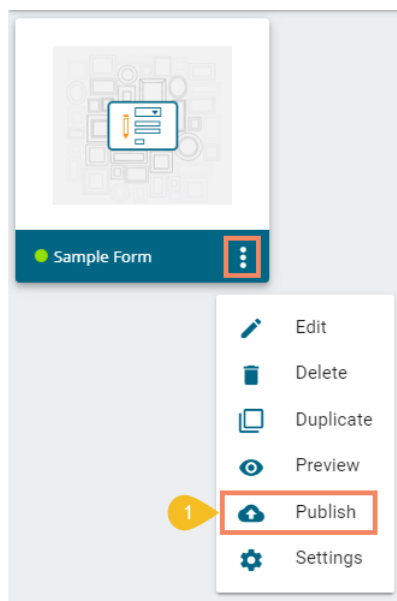 Sample Form
Edit
Delete
Duplicate
Preview
1 Publish
Settings